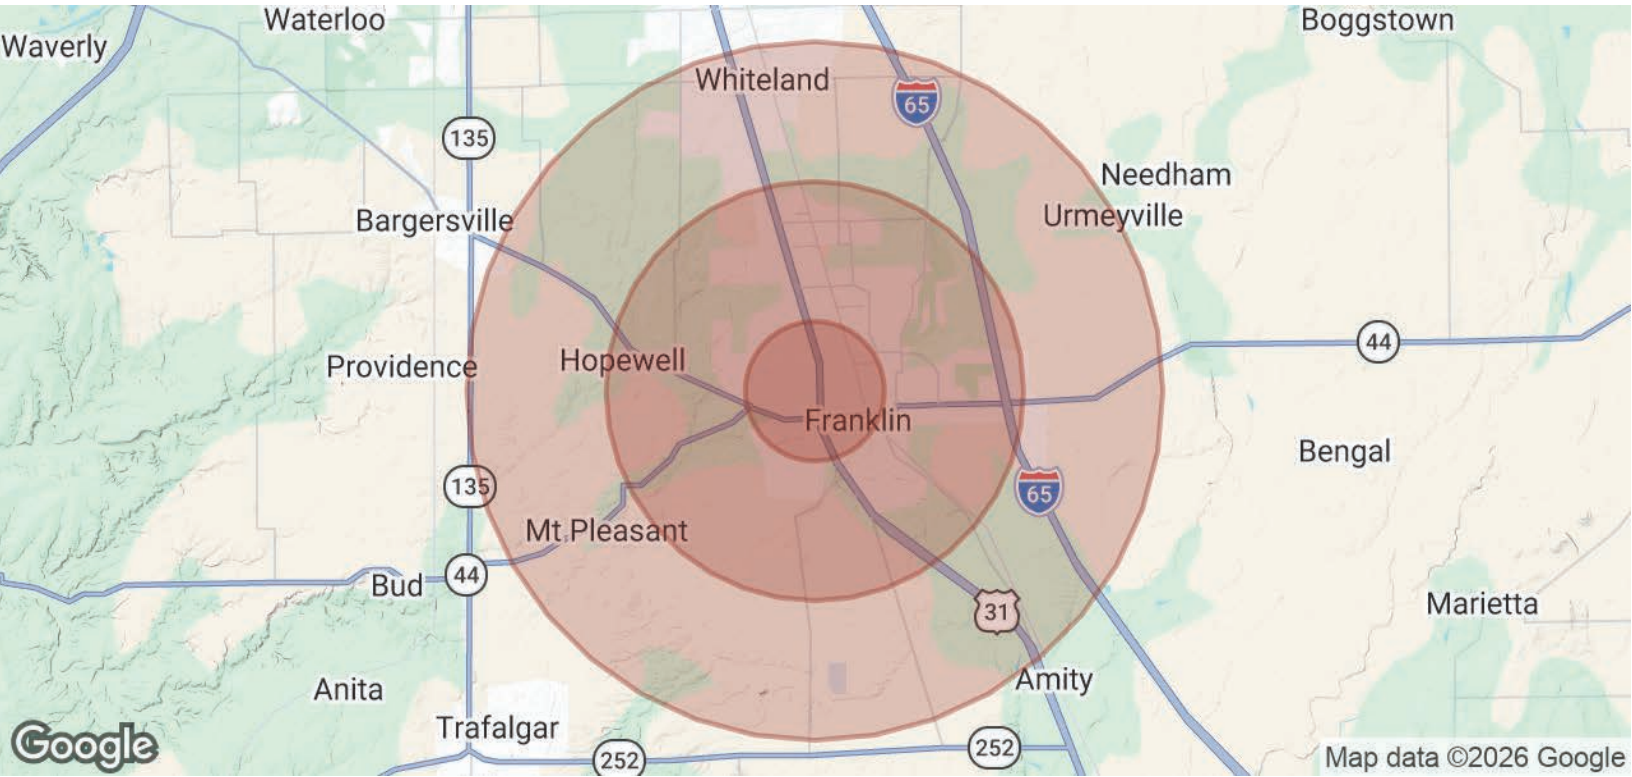 Waterloo
Boggstown
Waverly
Whiteland
65
135
Needham
Urmeyville
Bargersville
44
Hopewell
Providence
Franklin
Bengal
135
65
Mt Pleasant
44
Bud
31
Marietta
Amity
Anita
Trafalgar
252
252
Google
Map data ©2026 Google